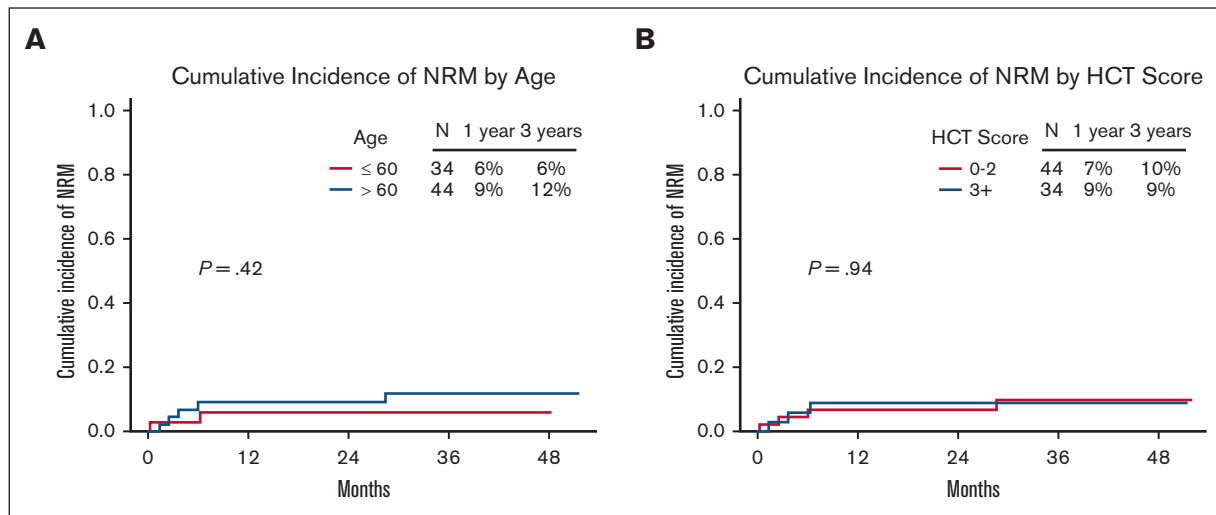 A
Cumulative Incidence of NRM by Age
Cumulative incidence of NRM
1.0
0.8
0.6
0.4
0.2
0.0
Age N 1 year 3 years
≤ 60 34 6% 6%
> 60 44 9% 12%
P = .42
0 12 24 36 48
Months
B
Cumulative Incidence of NRM by HCT Score
Cumulative incidence of NRM
1.0
0.8
0.6
0.4
0.2
0.0
HCT Score N 1 year 3 years
0-2 44 7% 10%
3+ 34 9% 9%
P = .94
0 12 24 36 48
Months